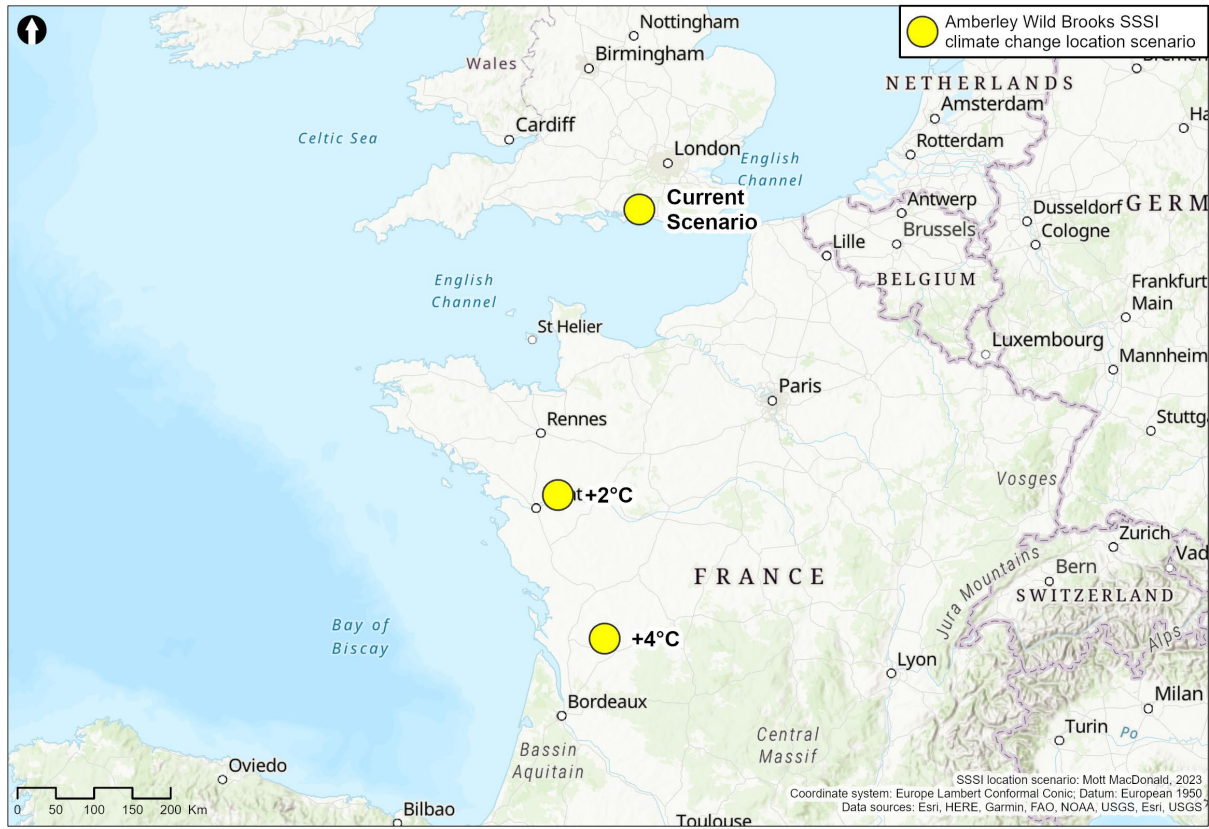 Nottingham
Birmingham
Wales
Cardiff
Celtic Sea
London
English
Channel
Current
Scenario
Amberley Wild Brooks SSSI
climate change location scenario
NETHERLANDS
Amsterdam
Rotterdam
Antwerp
Brussels
Dusseldorf
Cologne
GERM
Lille
BELGIUM
English
Channel
St Helier
Frankfurt
Main
Luxembourg
Mannheim
Paris
Rennes
Stuttg
Vosges
+2°C
Zurich
Vad
Bern
SWITZERLAND
FRANCE
Jura Mountains
Alps
Bay of
Biscay
+4°C
Lyon
Bordeaux
Milan
Turin
Po
Central
Massif
Bassin
Aquitain
Oviedo
Bilbao
Toulouse
0 50 100 150 200 Km
SSSI location scenario: Mott MacDonald, 2023
Coordinate system: Europe Lambert Conformal Conic; Datum: European 1950
Data sources: Esri, HERE, Garmin, FAO, NOAA, USGS, Esri, USGS